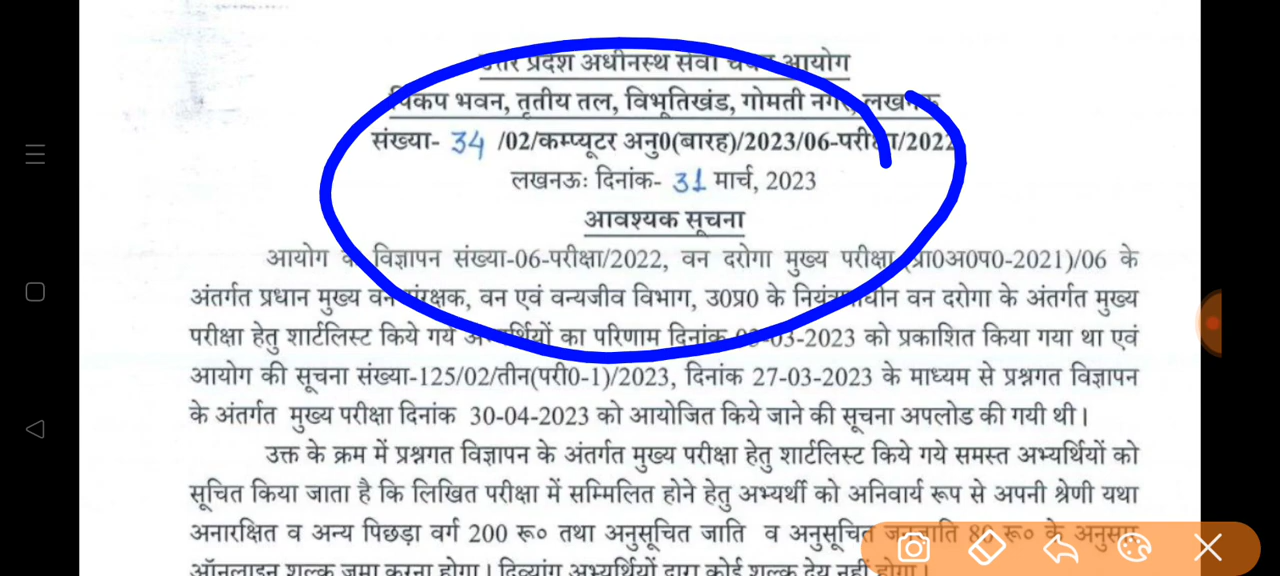 उत्तर प्रदेश अधीनस्थ सेवा चयन आयोग
पिकप भवन, तृतीय तल, विभूतिखंड, गोमती नगर, लखनऊ
संख्या- 34 /02/कम्प्यूटर अनु0(बारह)/2023/06-परीक्षा/2022
लखनऊः दिनांक- 31 मार्च, 2023
आवश्यक सूचना
आयोग के विज्ञापन संख्या-06-परीक्षा/2022, वन दरोगा मुख्य परीक्षा (प्रा0अ0प0-2021)/06 के
अंतर्गत प्रधान मुख्य वन संरक्षक, वन एवं वन्यजीव विभाग, उ0प्र0 के नियंत्रणाधीन वन दरोगा के अंतर्गत मुख्य
परीक्षा हेतु शार्टलिस्ट किये गये अभ्यर्थियों का परिणाम दिनांक -03-2023 को प्रकाशित किया गया था एवं
आयोग की सूचना संख्या-125/02/तीन(परी0-1)/2023, दिनांक 27-03-2023 के माध्यम से प्रश्नगत विज्ञापन
के अंतर्गत मुख्य परीक्षा दिनांक 30-04-2023 को आयोजित किये जाने की सूचना अपलोड की गयी थी।
उक्त के क्रम में प्रश्नगत विज्ञापन के अंतर्गत मुख्य परीक्षा हेतु शार्टलिस्ट किये गये समस्त अभ्यर्थियों को
सूचित किया जाता है कि लिखित परीक्षा में सम्मिलित होने हेतु अभ्यर्थी को अनिवार्य रूप से अपनी श्रेणी यथा
अनारक्षित व अन्य पिछड़ा वर्ग 200 रू० तथा अनुसूचित जाति व अनुसूचित जनजाति 80 रू० के अनुसार
ऑनलाइन शुल्क जमा करना होगा। दिव्यांग अभ्यर्थियों द्वारा कोई शुल्क देय नहीं होगा।